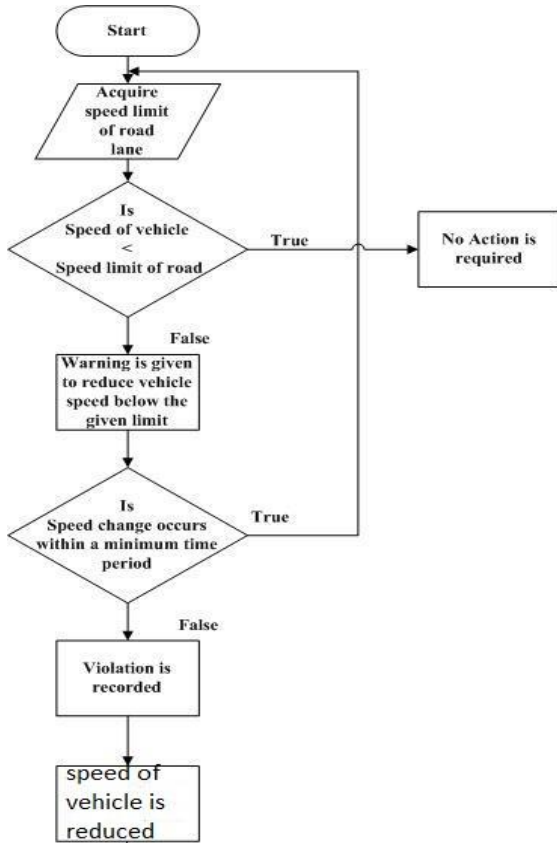 Start
Acquire
speed limit
of road
lane
Is
Speed of vehicle
<
Speed limit of road
True
No Action is
required
False
Warning is given
to reduce vehicle
speed below the
given limit
Is
Speed change occurs
within a minimum time
period
True
False
Violation is
recorded
speed of
vehicle is
reduced